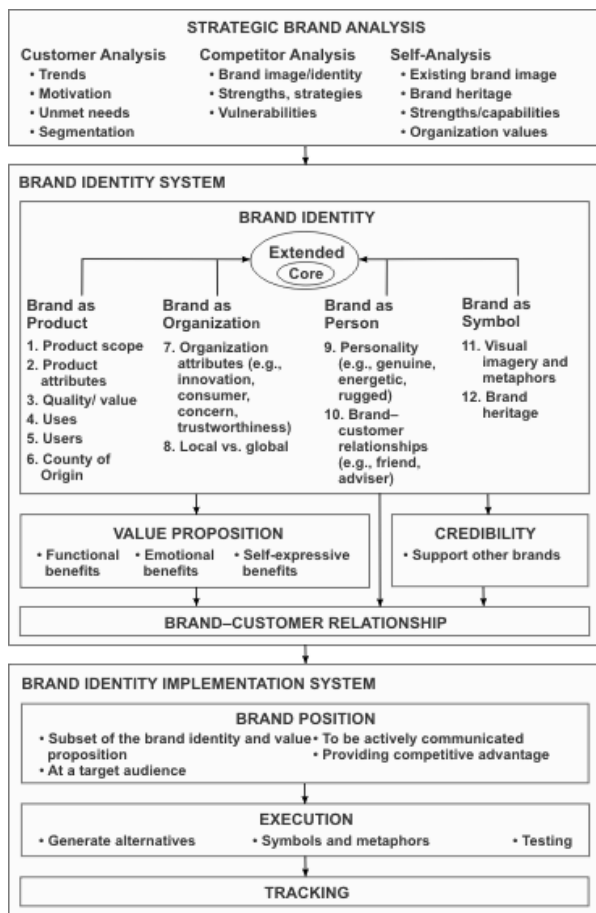 STRATEGIC BRAND ANALYSIS
Customer Analysis
• Trends
• Motivation
• Unmet needs
• Segmentation
Competitor Analysis
• Brand image/identity
• Strengths, strategies
• Vulnerabilities
Self-Analysis
• Existing brand image
• Brand heritage
• Strengths/capabilities
• Organization values
BRAND IDENTITY SYSTEM
BRAND IDENTITY
Extended
Core
Brand as
Product
1. Product scope
2. Product
attributes
3. Quality/ value
4. Uses
5. Users
6. County of
Origin
Brand as
Organization
7. Organization
attributes (e.g.,
innovation,
consumer,
concern,
trustworthiness)
8. Local vs. global
Brand as
Person
9. Personality
(e.g., genuine,
energetic,
rugged)
10. Brand–
customer
relationships
(e.g., friend,
adviser)
Brand as
Symbol
11. Visual
imagery and
metaphors
12. Brand
heritage
VALUE PROPOSITION
• Functional
benefits
• Emotional
benefits
• Self-expressive
benefits
CREDIBILITY
• Support other brands
BRAND–CUSTOMER RELATIONSHIP
BRAND IDENTITY IMPLEMENTATION SYSTEM
BRAND POSITION
• Subset of the brand identity and value
proposition
• At a target audience
• To be actively communicated
• Providing competitive advantage
EXECUTION
• Generate alternatives
• Symbols and metaphors
• Testing
TRACKING